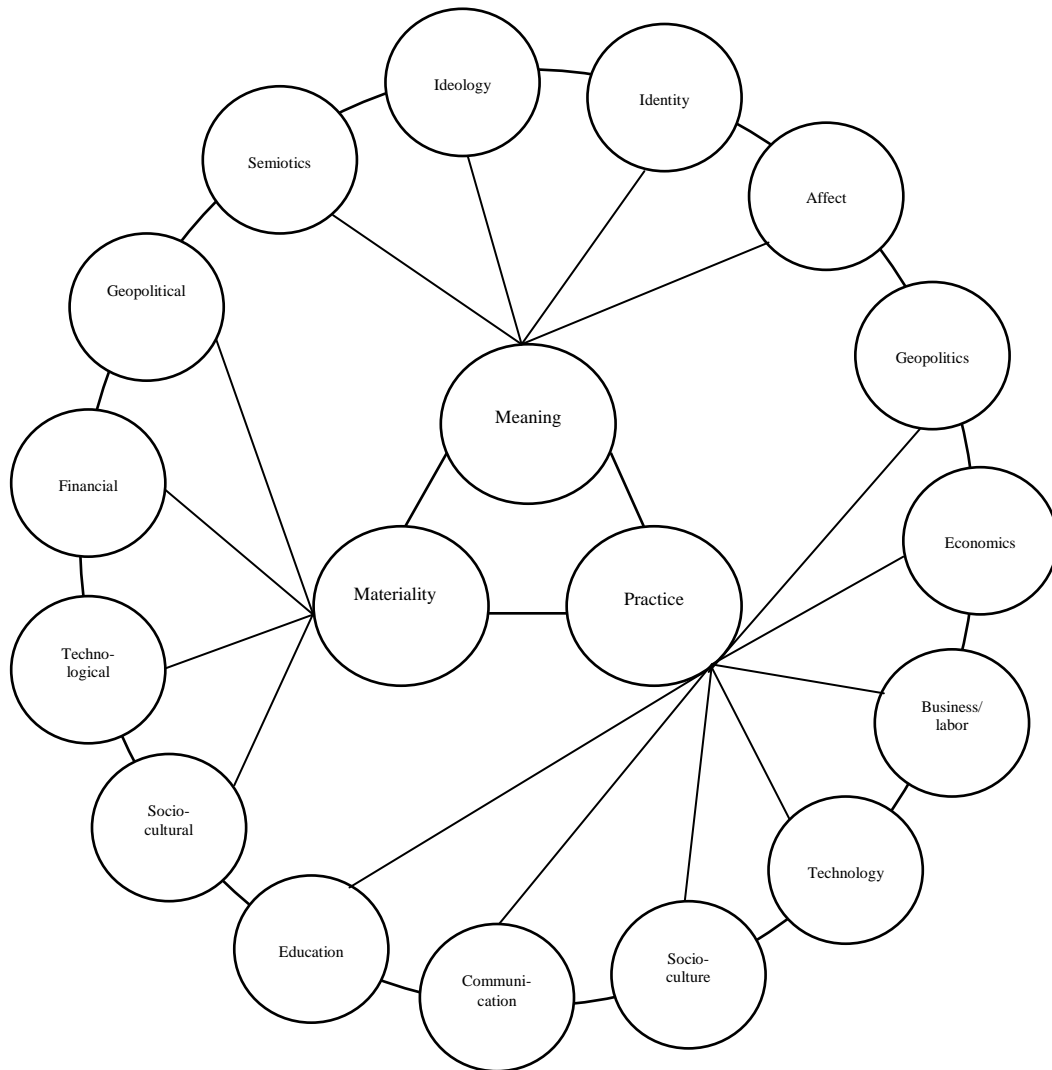 Ideology
Identity
Semiotics
Affect
Geopolitical
Geopolitics
Meaning
Financial
Economics
Materiality
Practice
Techno-
logical
Business/
labor
Socio-
cultural
Technology
Education
Communi-
cation
Socio-
culture